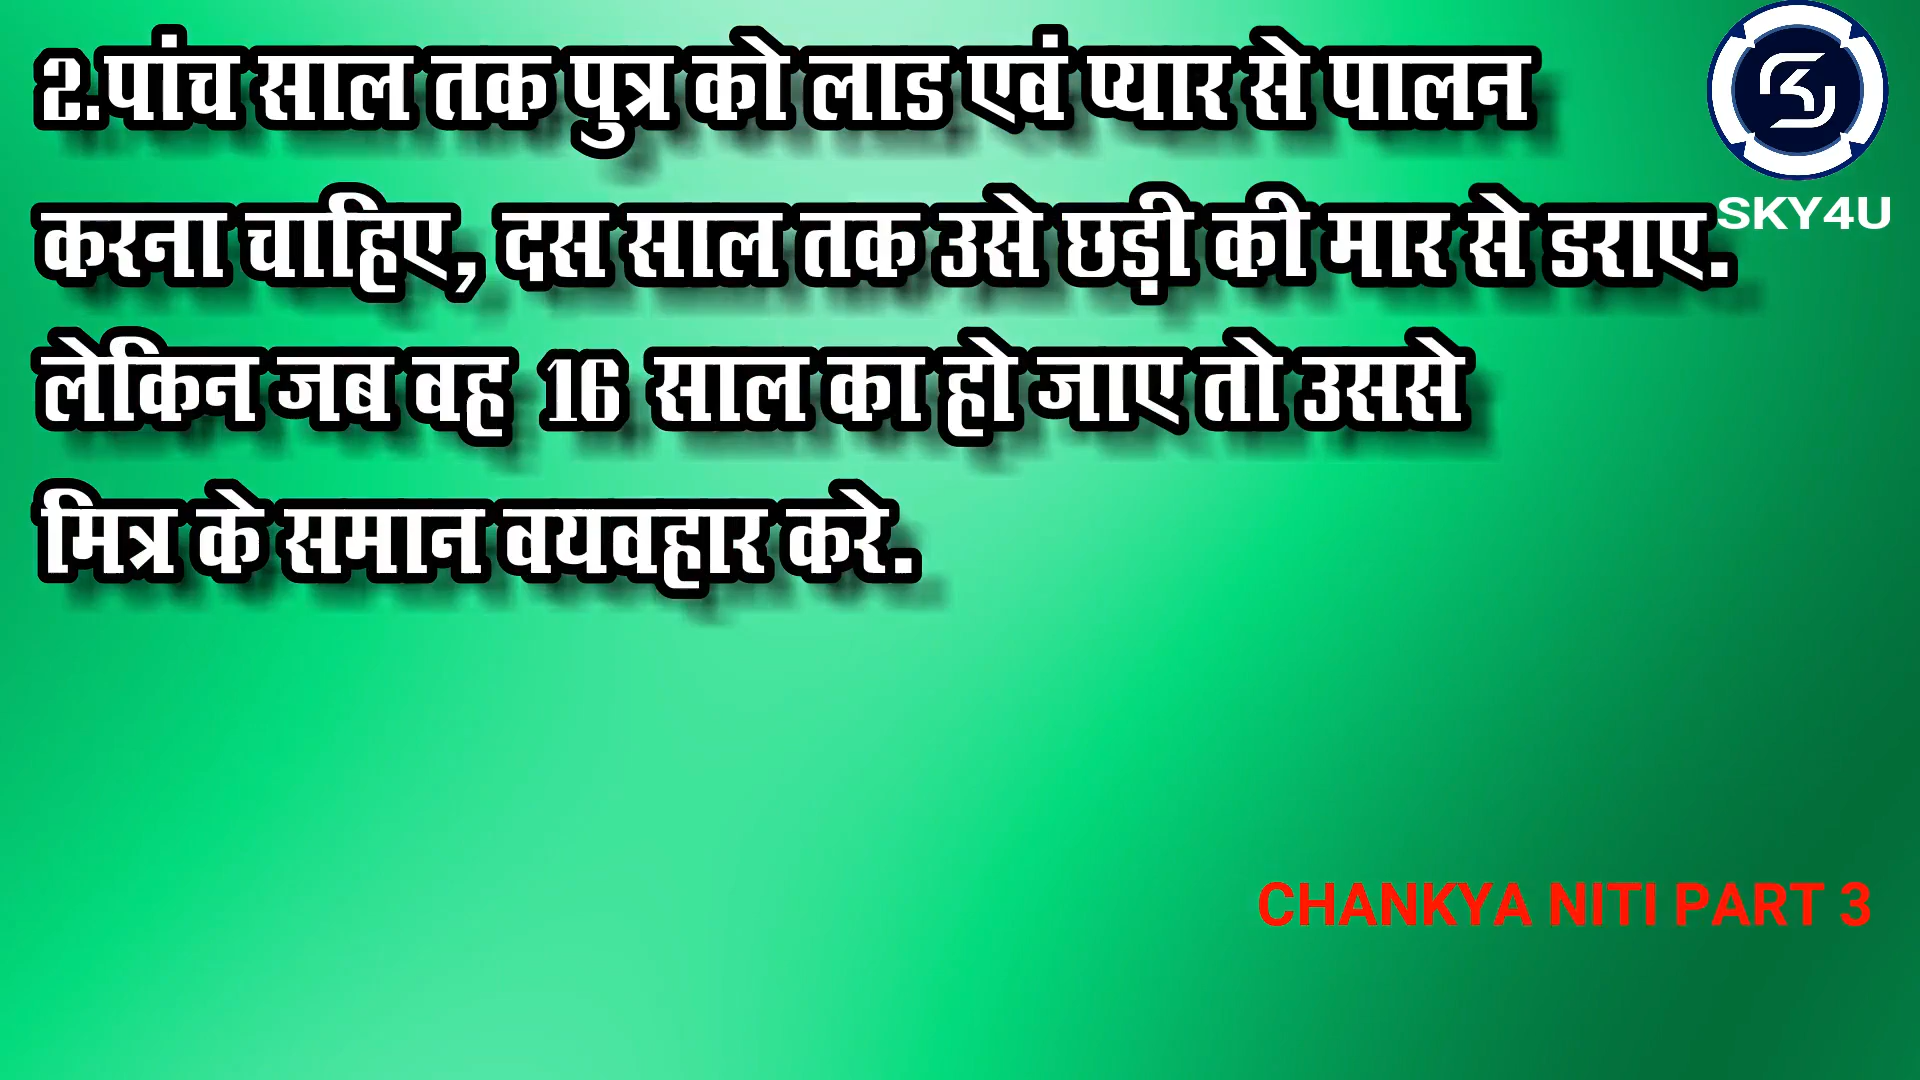 2.पांच साल तक पुत्र को लाड एवं प्यार से पालन
करना चाहिए, दस साल तक उसे छड़ी की मार से डराए.
लेकिन जब वह 16 साल का हो जाए तो उससे
मित्र के समान वयवहार करे.
SKY4U
CHANKYA NITI PART 3